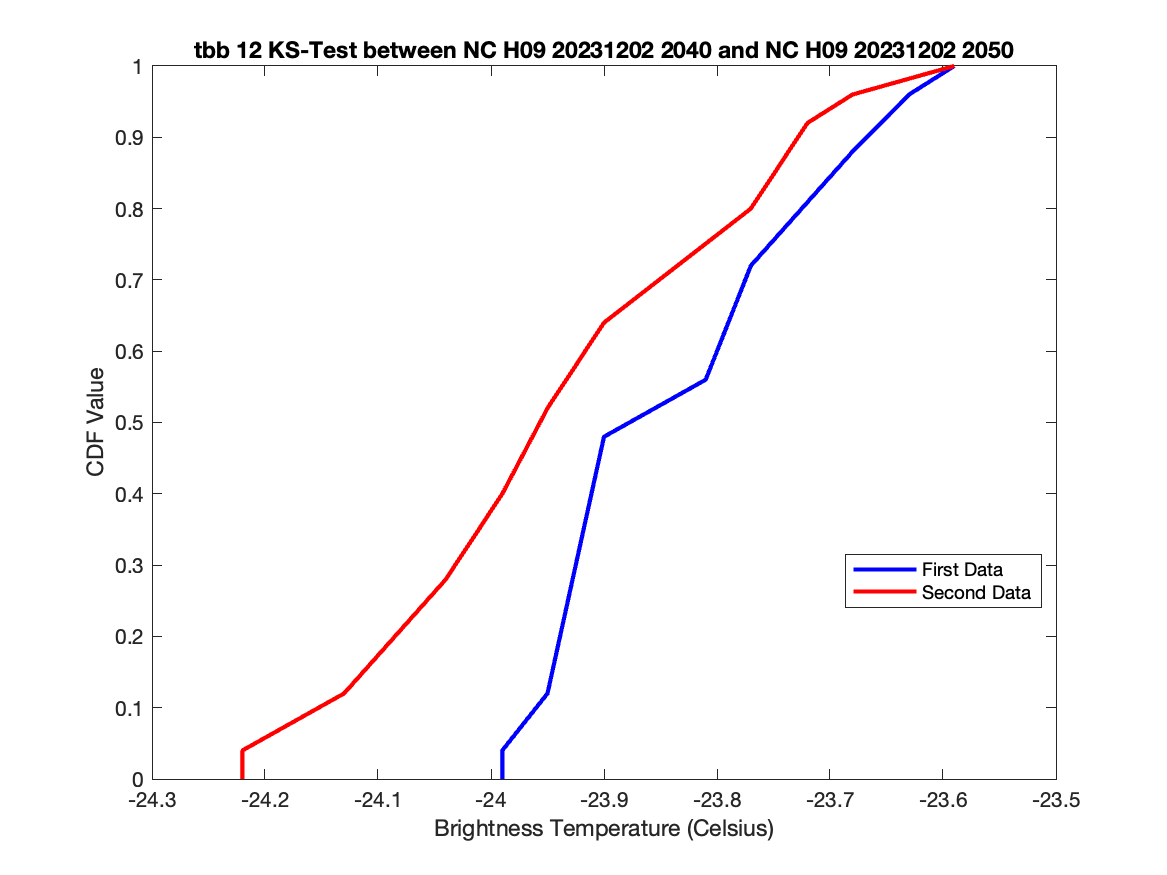 tbb 12 KS-Test between NC H09 20231202 2040 and NC H09 20231202 2050
1
0.9
0.8
0.7
0.6
0.5
0.4
0.3
0.2
0.1
0
CDF Value
First Data
Second Data
-24.3 -24.2 -24.1 -24 -23.9 -23.8 -23.7 -23.6 -23.5
Brightness Temperature (Celsius)